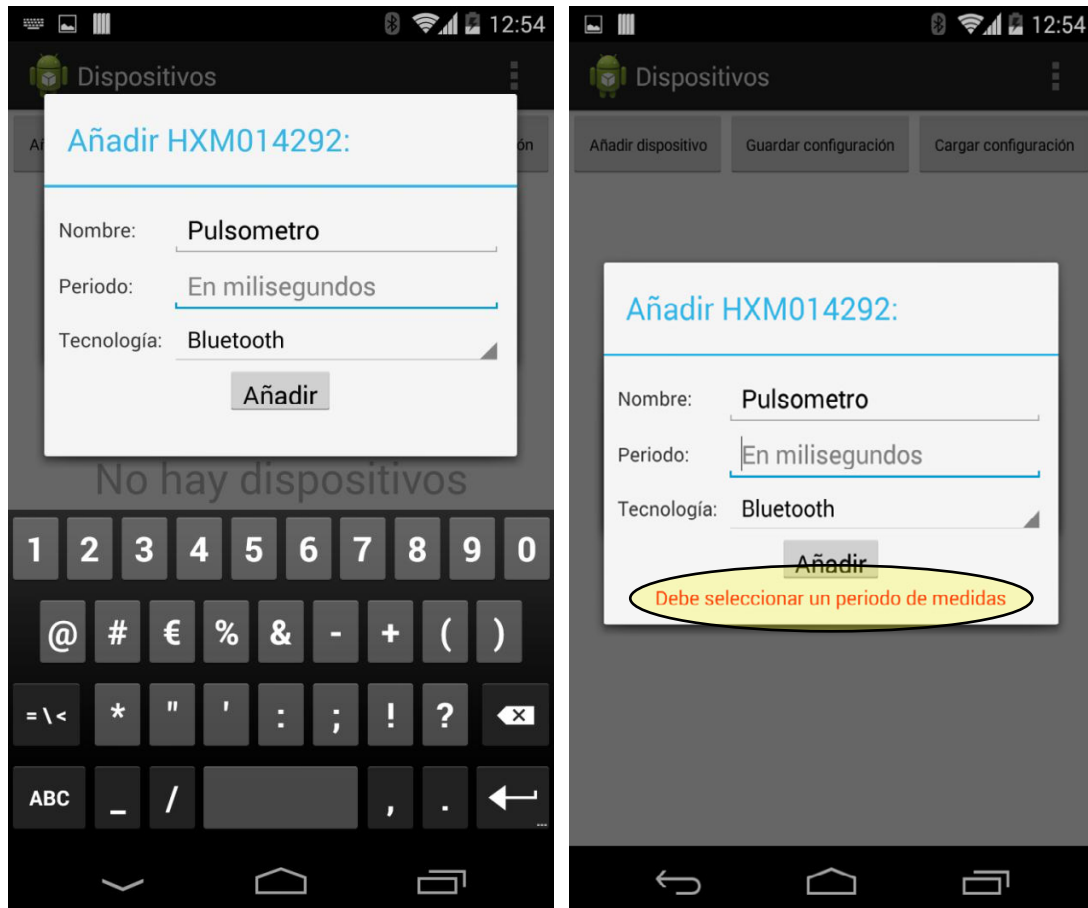 12:54
Dispositivos
Añadir HXM014292:
Nombre: Pulsometro
Periodo: En milisegundos
Tecnología: Bluetooth
Añadir
No hay dispositivos
1 2 3 4 5 6 7 8 9 0
@ # € % & - + ( )
= \ < * " ' : ; ! ?
ABC _ / , .
12:54
Dispositivos
Añadir dispositivo Guardar configuración Cargar configuración
Añadir HXM014292:
Nombre: Pulsometro
Periodo: En milisegundos
Tecnología: Bluetooth
Añadir
Debe seleccionar un periodo de medidas